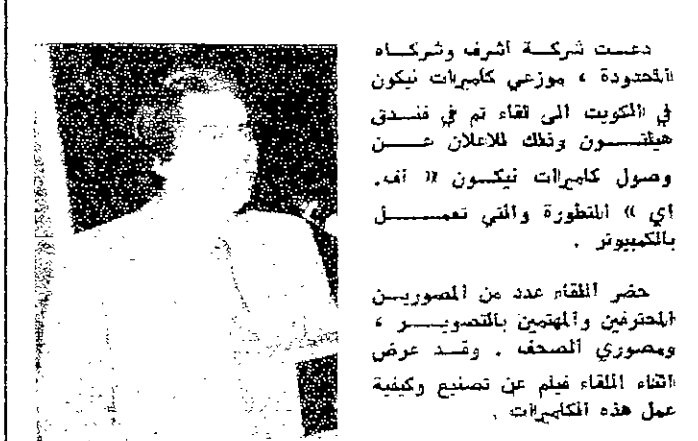 دعت شركة أشرف وشركاه
المحدودة ، موزعي كاميرات نيكون
في الكويت الى لقاء تم في فندق
هيلتون وذلك للاعلان عن
وصول كاميرات نيكون « اف.
اي » المتطورة والتي تعمل
بالكمبيوتر .
حضر اللقاء عدد من المصورين
المحترفين والمهتمين بالتصوير ،
ومصوري الصحف . وقد عرض
اثناء اللقاء فيلم عن تصنيع وكيفية
عمل هذه الكاميرات .